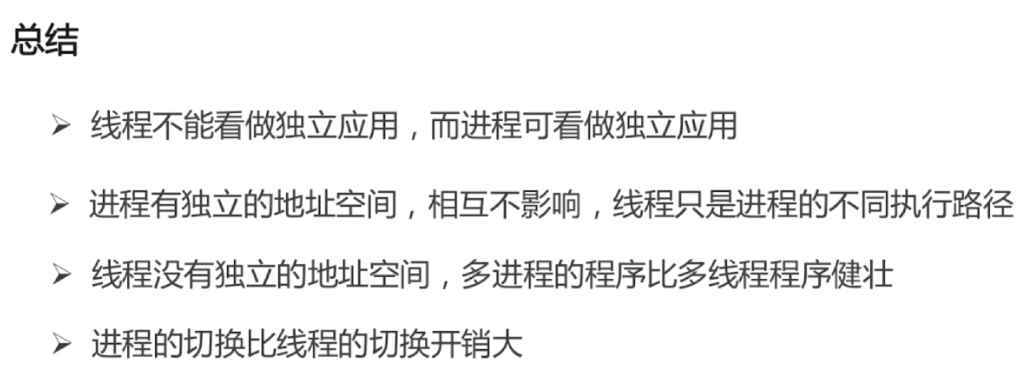 总结
➢ 线程不能看做独立应用，而进程可看做独立应用
➢ 进程有独立的地址空间，相互不影响，线程只是进程的不同执行路径
➢ 线程没有独立的地址空间，多进程的程序比多线程程序健壮
➢ 进程的切换比线程的切换开销大